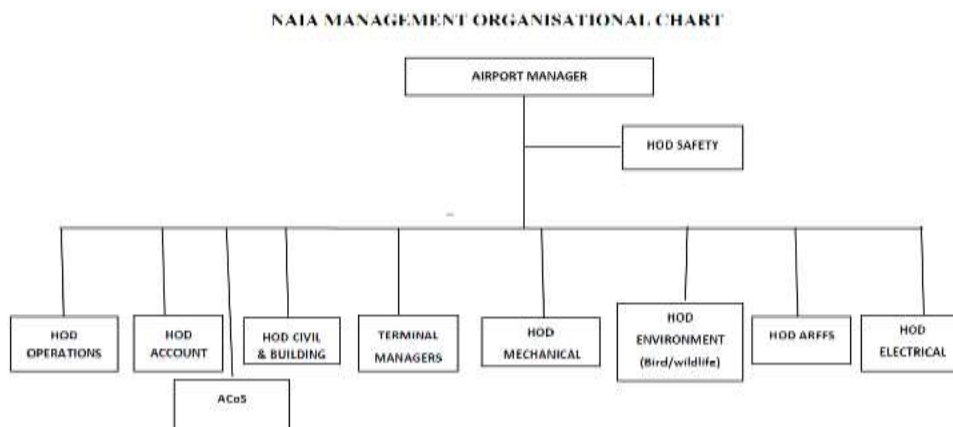 NAIA MANAGEMENT ORGANISATIONAL CHART
AIRPORT MANAGER
HOD SAFETY
HOD
OPERATIONS
HOD
ACCOUNT
HOD CIVIL
& BUILDING
TERMINAL
MANAGERS
HOD
MECHANICAL
HOD
ENVIRONMENT
(Bird/wildlife)
HOD ARFFS
HOD
ELECTRICAL
ACoS